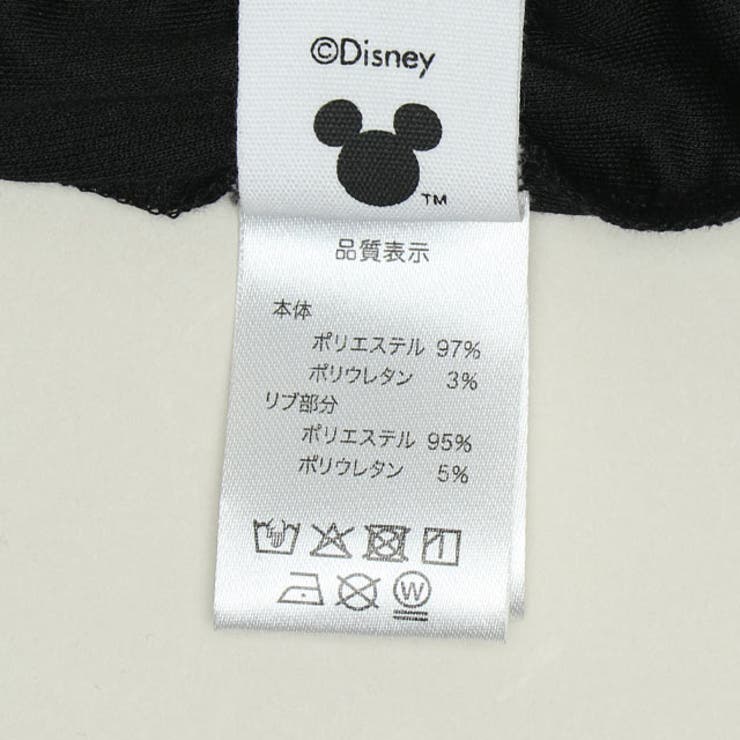 ©Disney
TM
品質表示
本体
ポリエステル 97%
ポリウレタン 3%
リブ部分
ポリエステル 95%
ポリウレタン 5%
W